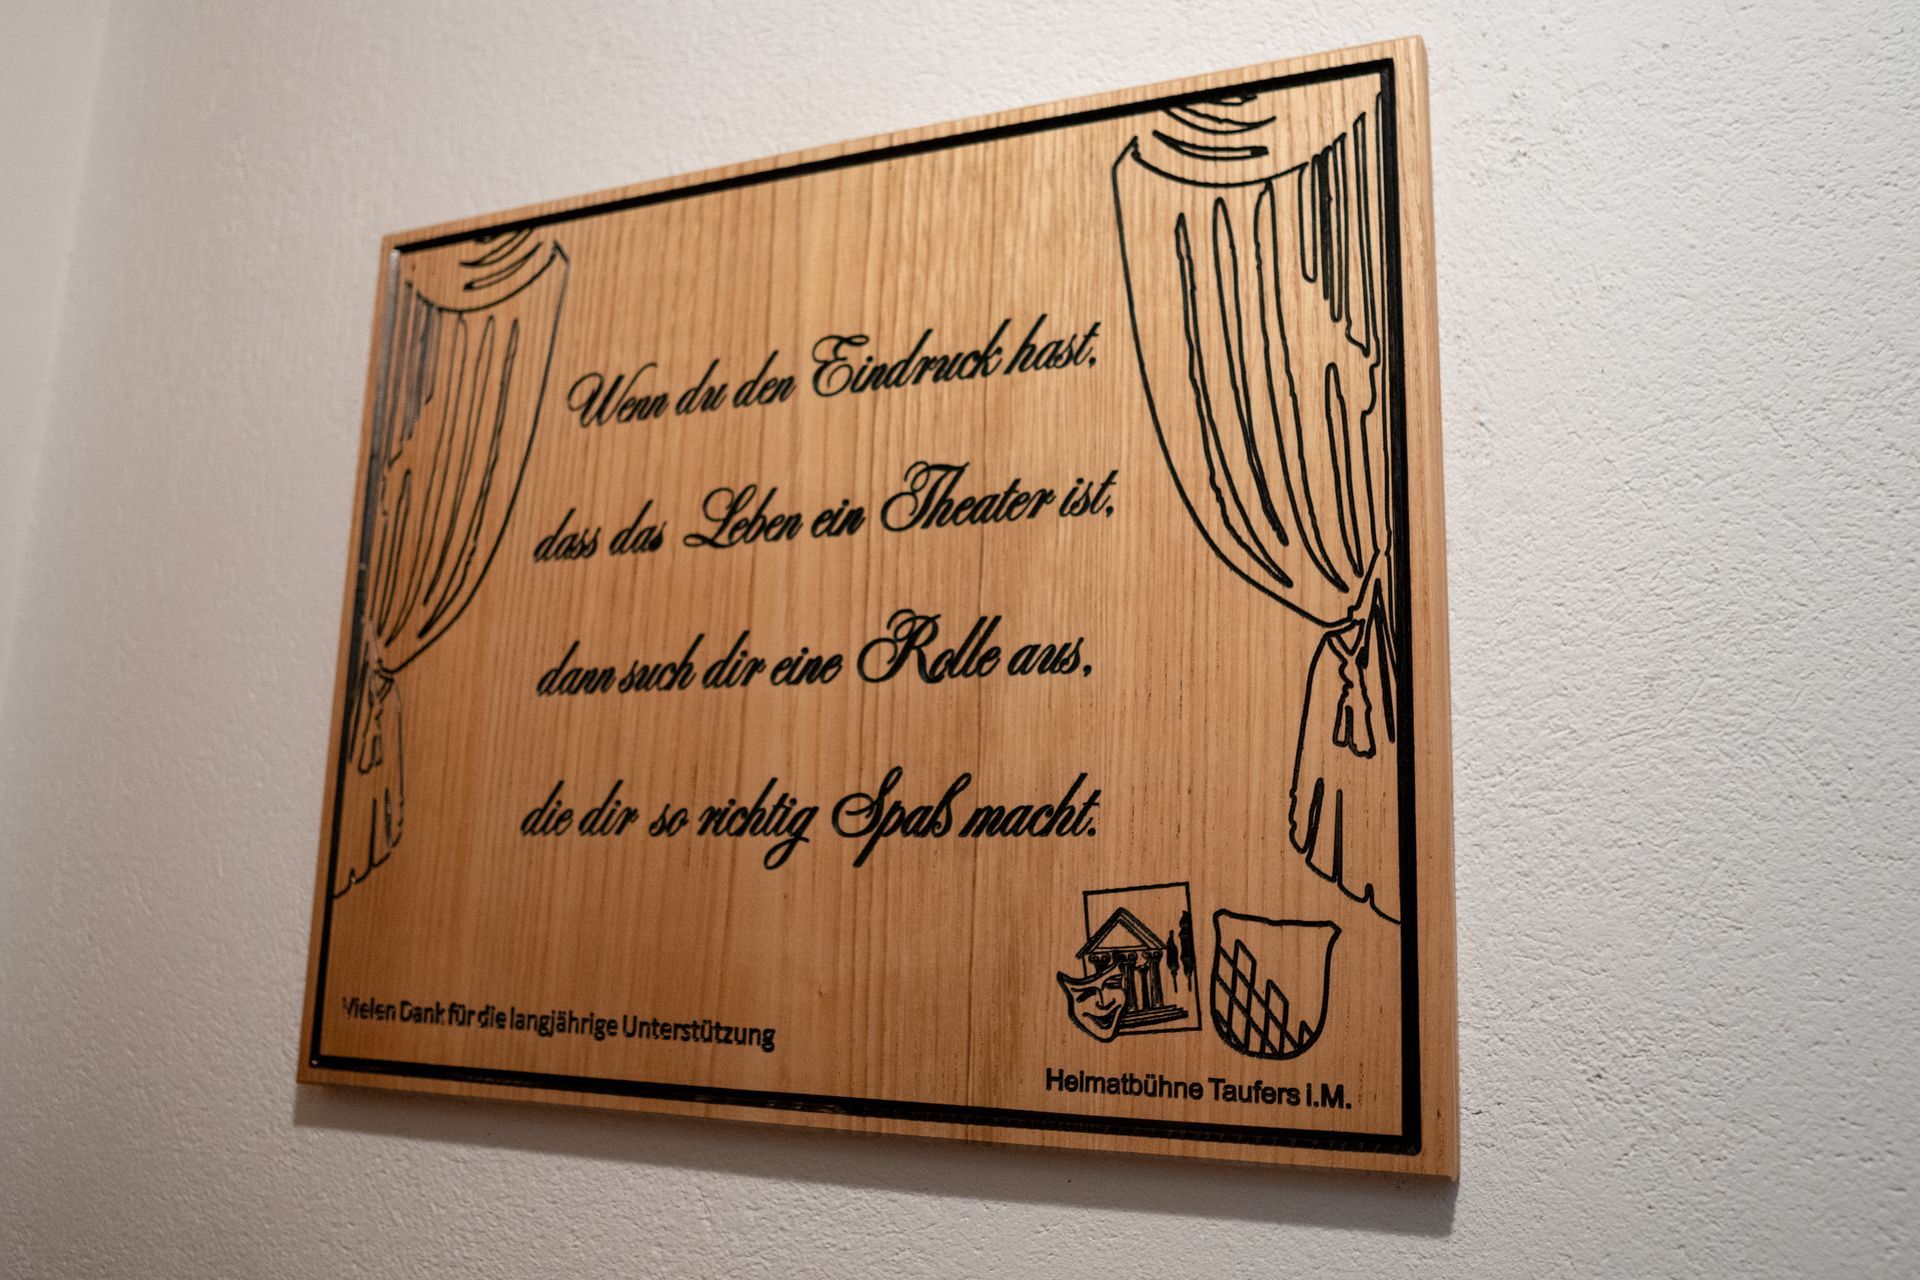 Wenn du den Eindruck hast,
dass das Leben ein Theater ist,
dann such dir eine Rolle aus,
die dir so richtig Spaß macht.
Vielen Dank für die langjährige Unterstützung
Heimatbühne Taufers i.M.